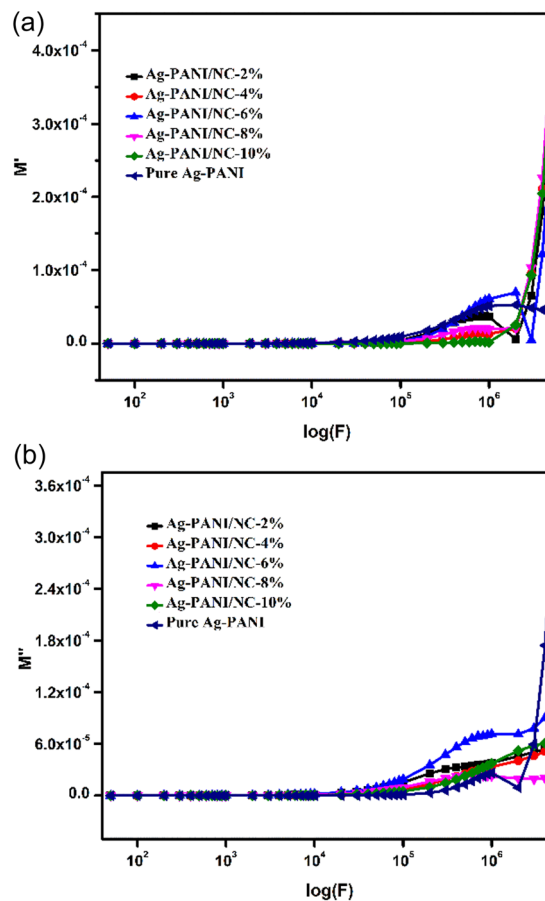 (a)
4.0x10⁻⁴
3.0x10⁻⁴
2.0x10⁻⁴
1.0x10⁻⁴
0.0
M'
Ag-PANI/NC-2%
Ag-PANI/NC-4%
Ag-PANI/NC-6%
Ag-PANI/NC-8%
Ag-PANI/NC-10%
Pure Ag-PANI
10² 10³ 10⁴ 10⁵ 10⁶
log(F)
(b)
3.6x10⁻⁴
3.0x10⁻⁴
2.4x10⁻⁴
1.8x10⁻⁴
1.2x10⁻⁴
6.0x10⁻⁵
0.0
M''
Ag-PANI/NC-2%
Ag-PANI/NC-4%
Ag-PANI/NC-6%
Ag-PANI/NC-8%
Ag-PANI/NC-10%
Pure Ag-PANI
10² 10³ 10⁴ 10⁵ 10⁶
log(F)